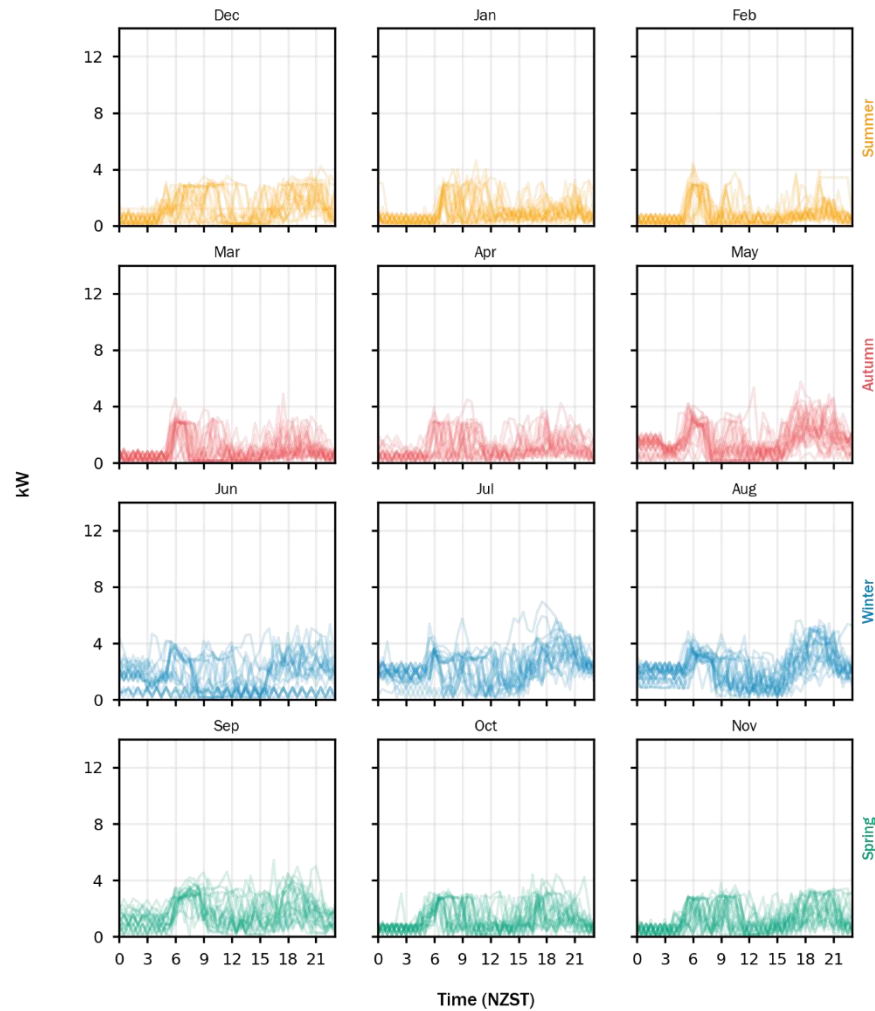 Dec Jan Feb
12
8
4
0
Summer
Mar Apr May
12
8
4
0
Autumn
kW
Jun Jul Aug
12
8
4
0
Winter
Sep Oct Nov
12
8
4
0
Spring
0 3 6 9 12 15 18 21 0 3 6 9 12 15 18 21 0 3 6 9 12 15 18 21
Time (NZST)